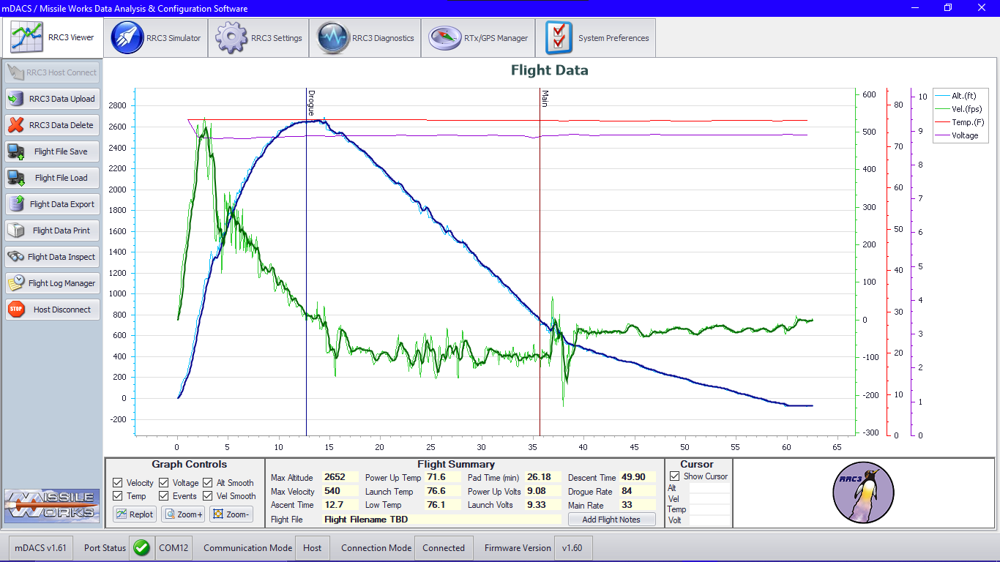 mDACS / Missile Works Data Analysis & Configuration Software
RRC3 Viewer
RRC3 Simulator
RRC3 Settings
RRC3 Diagnostics
RTx/GPS Manager
System Preferences
RRC3 Host Connect
RRC3 Data Upload
RRC3 Data Delete
Flight File Save
Flight File Load
Flight Data Export
Flight Data Print
Flight Data Inspect
Flight Log Manager
STOP
Host Disconnect
MISSILE
WORKS
Flight Data
Drogue
Main
2800
2600
2400
2200
2000
1800
1600
1400
1200
1000
800
600
400
200
0
-200
0 5 10 15 20 25 30 35 40 45 50 55 60 65
600
500
400
300
200
100
0
-100
-200
-300
80
70
60
50
40
30
20
10
0
10
9
8
7
6
5
4
3
2
1
0
Alt.(ft)
Vel.(fps)
Temp.(F)
Voltage
Graph Controls
Velocity Voltage Alt Smooth
Temp Events Vel Smooth
Replot Zoom+ Zoom-
Flight Summary
Max Altitude 2652 Power Up Temp 71.6 Pad Time (min) 26.18 Descent Time 49.90
Max Velocity 540 Launch Temp 76.6 Power Up Volts 9.08 Drogue Rate 84
Ascent Time 12.7 Low Temp 76.1 Launch Volts 9.33 Main Rate 33
Flight File Flight Filename TBD Add Flight Notes
Cursor
Show Cursor
Alt
Vel
Temp
Volt
RRC3
mDACS v1.61 Port Status COM12 Communication Mode Host Connection Mode Connected Firmware Version v1.60